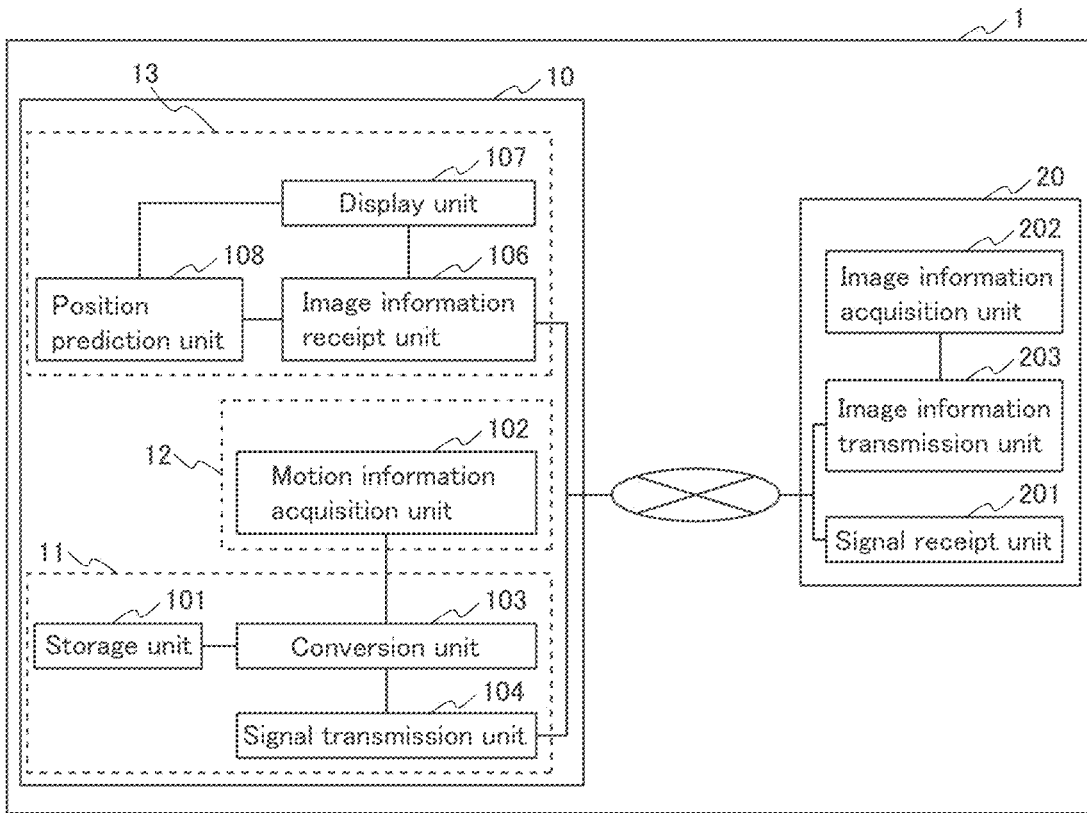 1
13
10
107
Display unit
108
Position
prediction unit
106
Image information
receipt unit
102
12
Motion information
acquisition unit
11
101
Storage unit
103
Conversion unit
104
Signal transmission unit
20
202
Image information
acquisition unit
203
Image information
transmission unit
201
Signal receipt unit